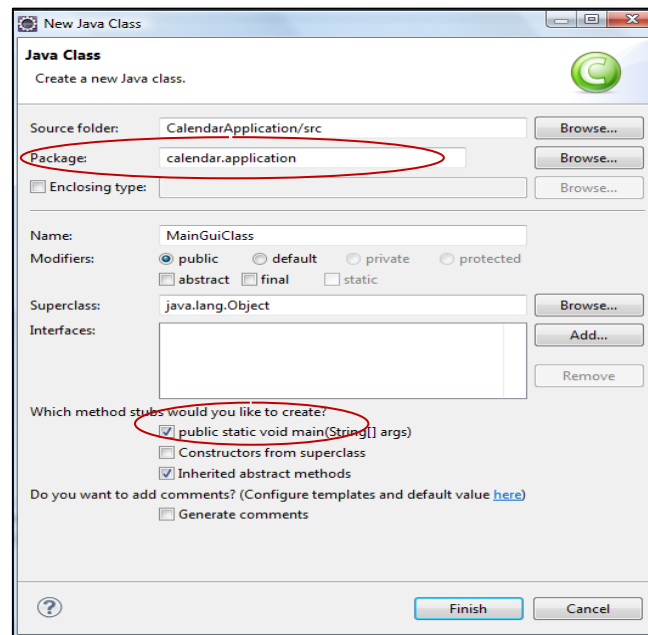 New Java Class
Java Class
Create a new Java class.
Source folder: CalendarApplication/src Browse...
Package: calendar.application Browse...
Enclosing type: Browse...
Name: MainGuiClass
Modifiers: public default private protected
abstract final static
Superclass: java.lang.Object Browse...
Interfaces: Add...
Remove
Which method stubs would you like to create?
public static void main(String[] args)
Constructors from superclass
Inherited abstract methods
Do you want to add comments? (Configure templates and default value here)
Generate comments
? Finish Cancel